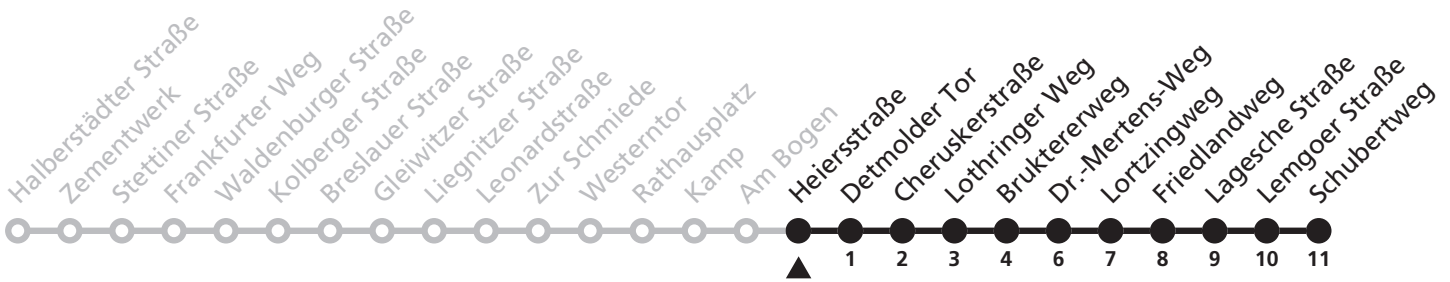 Halberstädter Straße
Zementwerk
Stettiner Straße
Frankfurter Weg
Waldenburger Straße
Kolberger Straße
Breslauer Straße
Gleiwitzer Straße
Liegnitzer Straße
Leonardstraße
Zur Schmiede
Westerntor
Rathausplatz
Kamp
Am Bogen
Heiersstraße
Detmolder Tor
Cheruskerstraße
Lothringer Weg
Bruktererweg
Dr.-Mertens-Weg
Lortzingweg
Friedlandweg
Lagesche Straße
Lemgoer Straße
Schubertweg
1 2 3 4 6 7 8 9 10 11